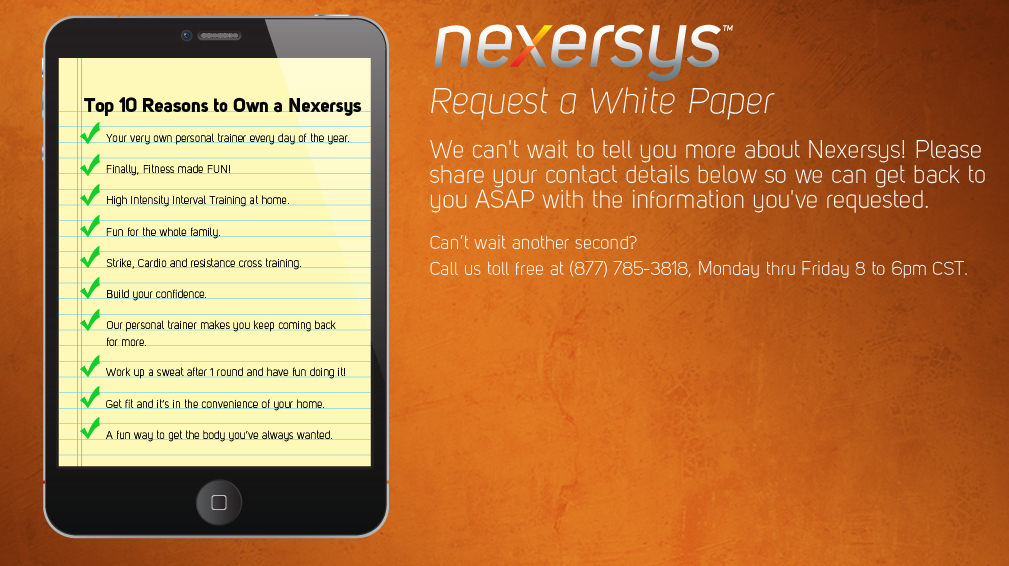 Top 10 Reasons to Own a Nexersys
Your very own personal trainer every day of the year.
Finally, Fitness made FUN!
High Intensity Interval Training at home.
Fun for the whole family.
Strike, Cardio and resistance cross training.
Build your confidence.
Our personal trainer makes you keep coming back
for more.
Work up a sweat after 1 round and have fun doing it!
Get fit and it's in the convenience of your home.
A fun way to get the body you've always wanted.
nexersys™
Request a White Paper
We can't wait to tell you more about Nexersys! Please
share your contact details below so we can get back to
you ASAP with the information you've requested.
Can't wait another second?
Call us toll free at (877) 785-3818, Monday thru Friday 8 to 6pm CST.